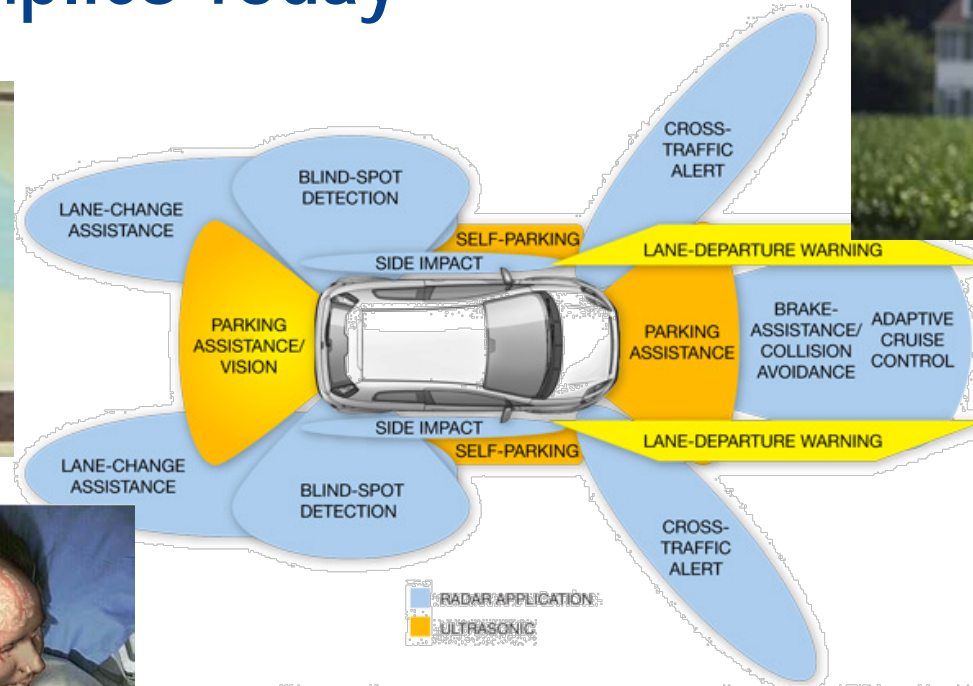 Today
CROSS-
TRAFFIC
ALERT
BLIND-SPOT
DETECTION
LANE-CHANGE
ASSISTANCE
SELF-PARKING
LANE-DEPARTURE WARNING
SIDE IMPACT
PARKING
ASSISTANCE/
VISION
PARKING
ASSISTANCE
BRAKE-
ASSISTANCE/
COLLISION
AVOIDANCE
ADAPTIVE
CRUISE
CONTROL
SIDE IMPACT
SELF-PARKING
LANE-DEPARTURE WARNING
LANE-CHANGE
ASSISTANCE
BLIND-SPOT
DETECTION
CROSS-
TRAFFIC
ALERT
RADAR APPLICATION
ULTRASONIC